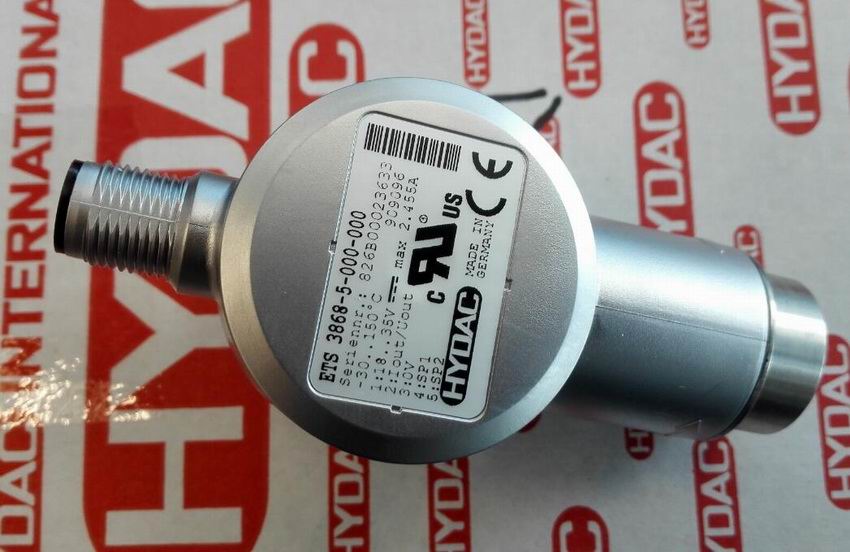 ETS 3868-5-000-000
Seriennr.: 826B00023633
-30..150°C 909096
1:18..35V max 2.455A
2:Iout/Uout
3:0V
4:SP1
5:SP2
HYDAC
C US
®
MADE IN
GERMANY
CE
HYDAC INTERNATIONAL
HYDAC
HYDAC
HYDAC
HYDAC
HYDAC
HYDAC
HYDAC